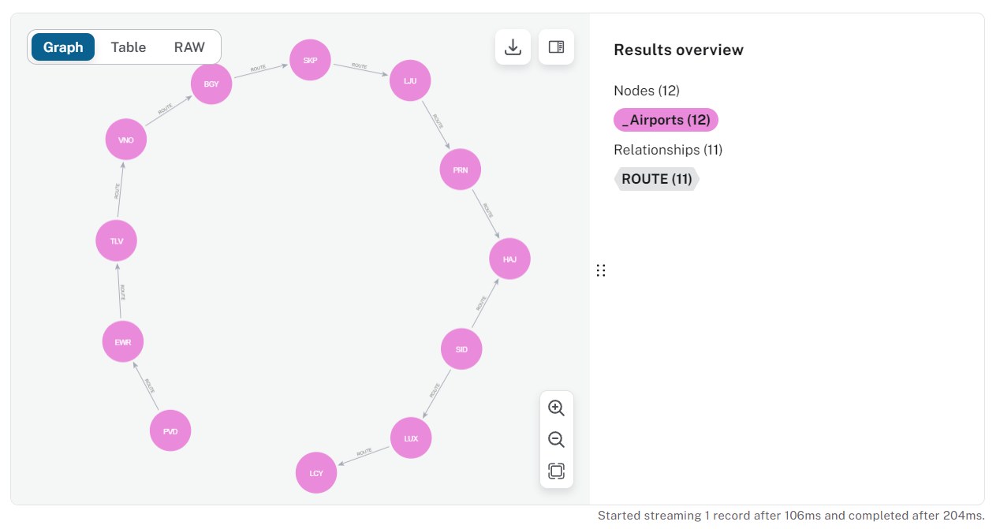 Graph Table RAW
Results overview
Nodes (12)
_Airports (12)
Relationships (11)
ROUTE (11)
SKP
BGY
LJU
VNO
PRN
TLV
HAJ
EWR
SID
PVD
LUX
LCY
ROUTE
ROUTE
ROUTE
ROUTE
ROUTE
ROUTE
ROUTE
ROUTE
ROUTE
ROUTE
ROUTE
Started streaming 1 record after 106ms and completed after 204ms.